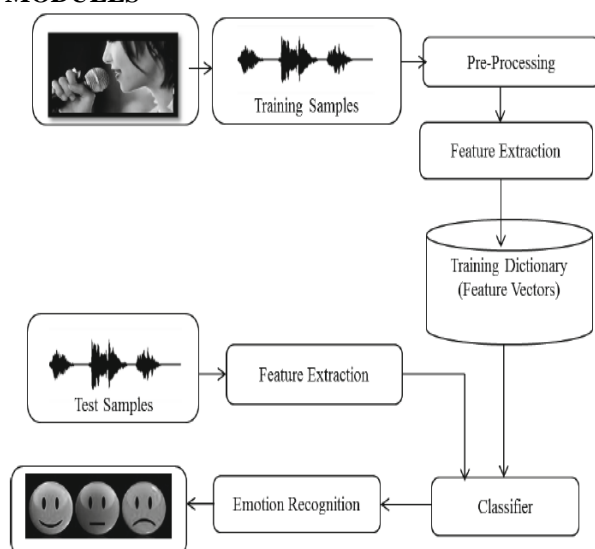 MODULES
Training Samples
Pre-Processing
Feature Extraction
Training Dictionary
(Feature Vectors)
Test Samples
Feature Extraction
Emotion Recognition
Classifier